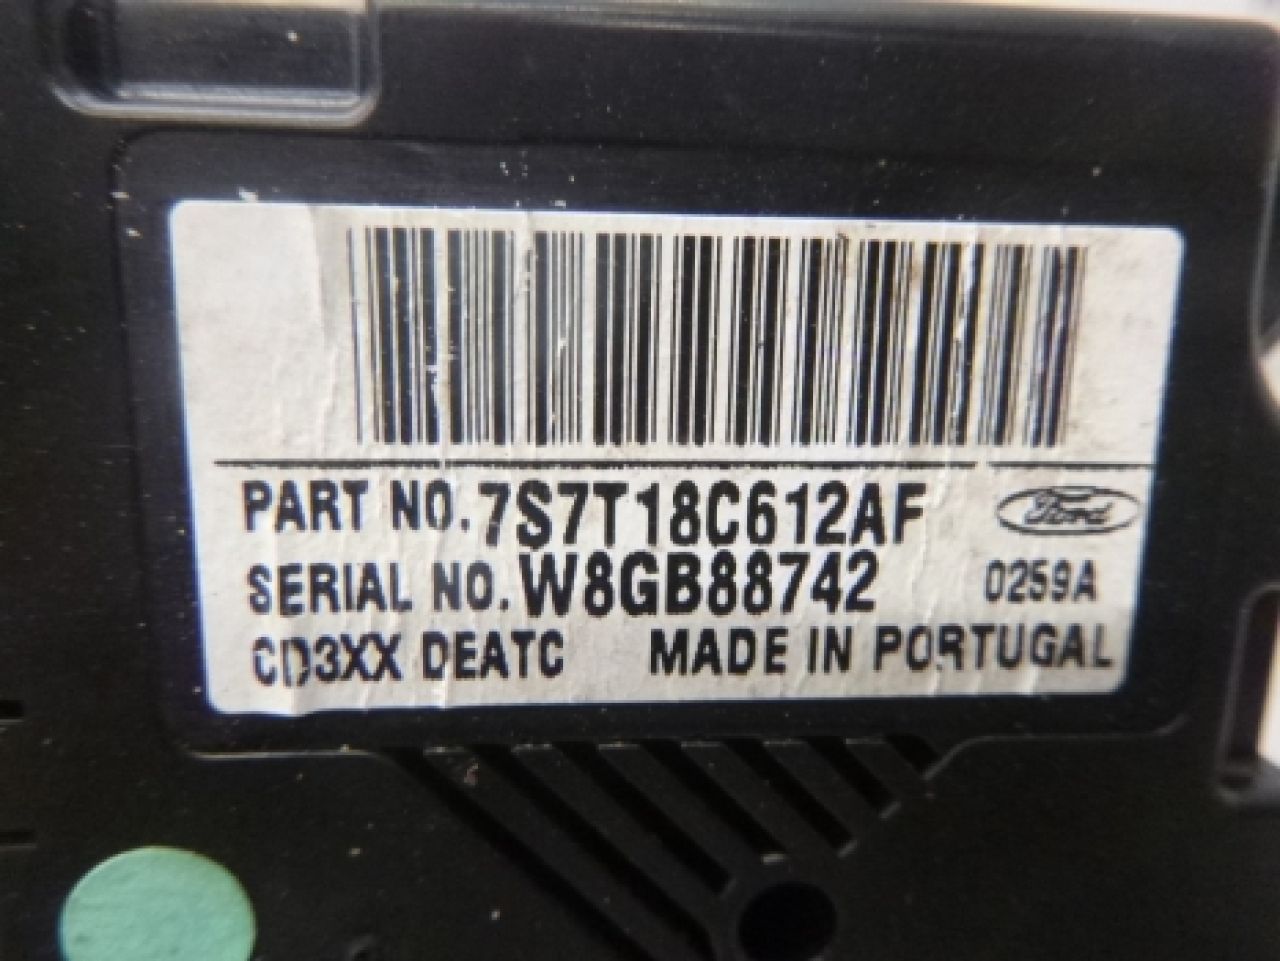 PART NO. 7S7T18C612AF Ford
SERIAL NO. W8GB88742 0259A
CD3XX DEATC MADE IN PORTUGAL